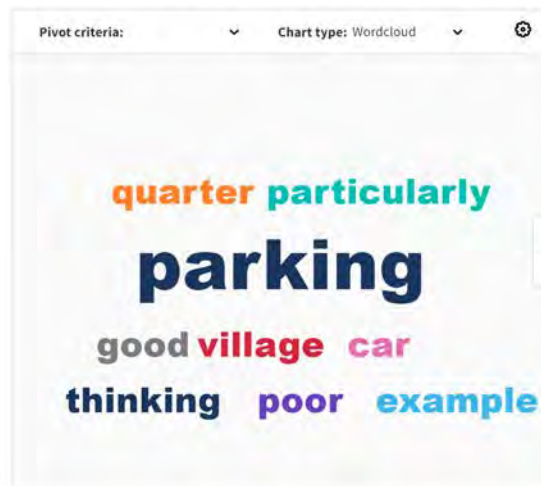 Pivot criteria: Chart type: Wordcloud
quarter particularly
parking
good village car
thinking poor example